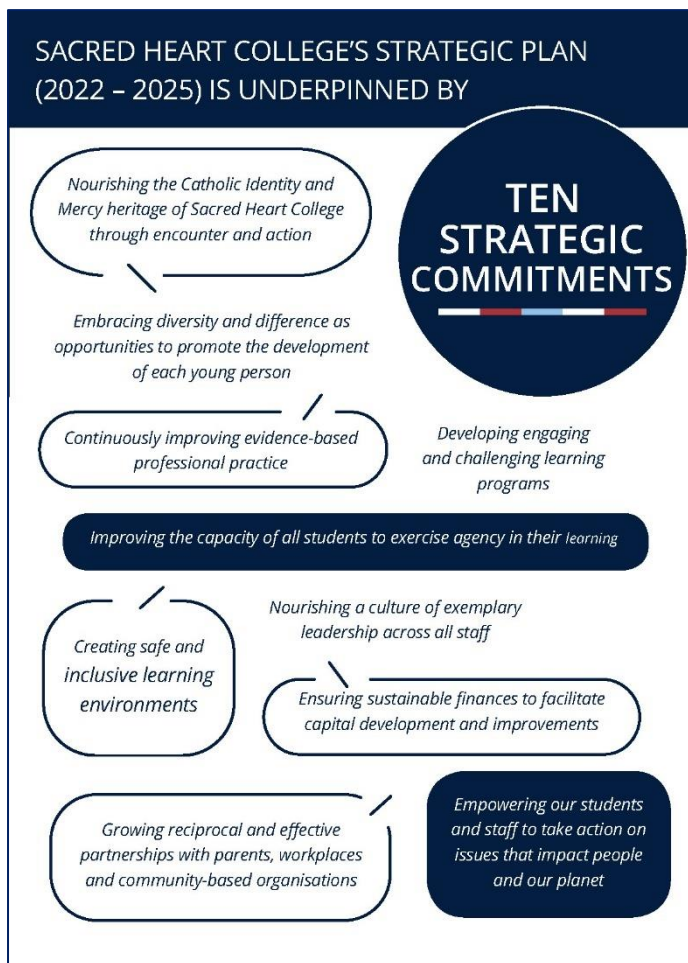 SACRED HEART COLLEGE'S STRATEGIC PLAN
(2022 – 2025) IS UNDERPINNED BY
TEN
STRATEGIC
COMMITMENTS
Nourishing the Catholic Identity and
Mercy heritage of Sacred Heart College
through encounter and action
Embracing diversity and difference as
opportunities to promote the development
of each young person
Continuously improving evidence-based
professional practice
Developing engaging
and challenging learning
programs
Improving the capacity of all students to exercise agency in their learning
Creating safe and
inclusive learning
environments
Nourishing a culture of exemplary
leadership across all staff
Ensuring sustainable finances to facilitate
capital development and improvements
Growing reciprocal and effective
partnerships with parents, workplaces
and community-based organisations
Empowering our students
and staff to take action on
issues that impact people
and our planet